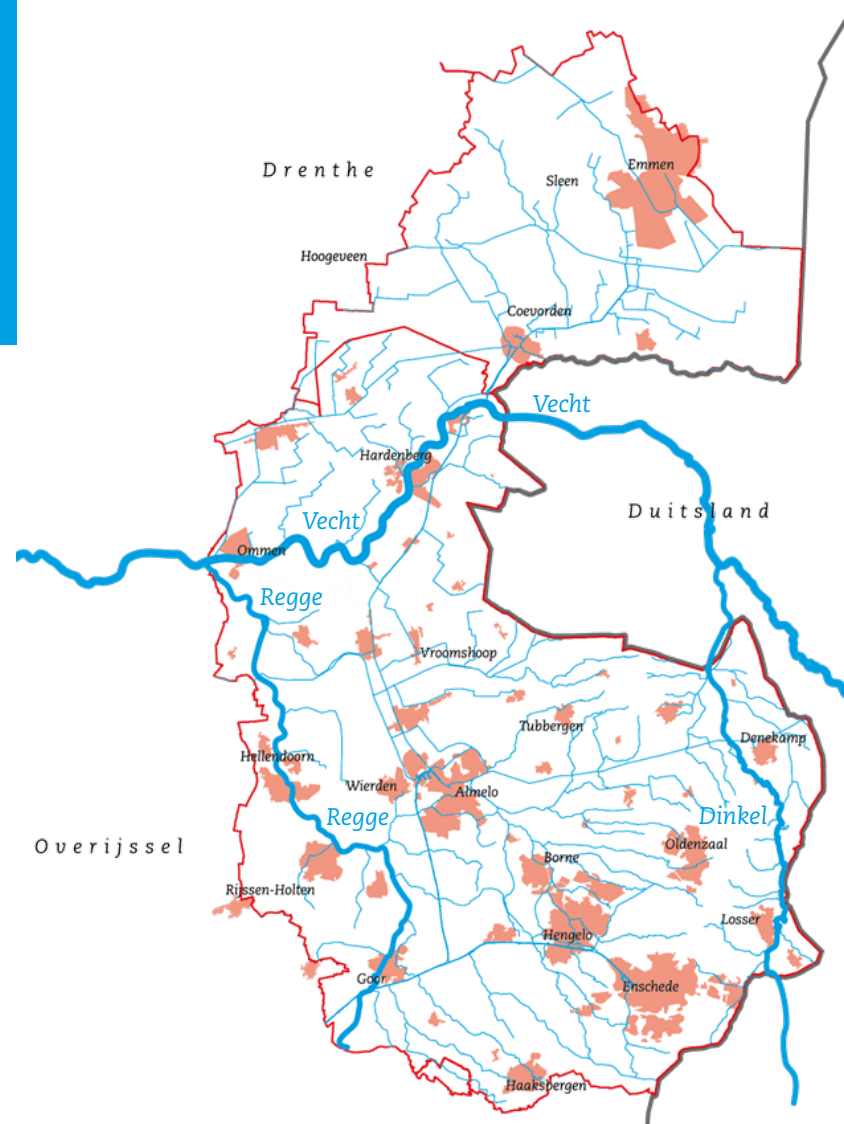 Emmen
Drenthe
Sleen
Hoogeveen
Coevorden
Vecht
Hardenberg
Duitsland
Vecht
Ommen
Regge
Vroomshoop
Tubbergen
Denekamp
Hellendoorn
Wierden
Almelo
Regge
Dinkel
Overijssel
Oldenzaal
Borne
Rijssen-Holten
Losser
Hengelo
Goor
Enschede
Haaksbergen